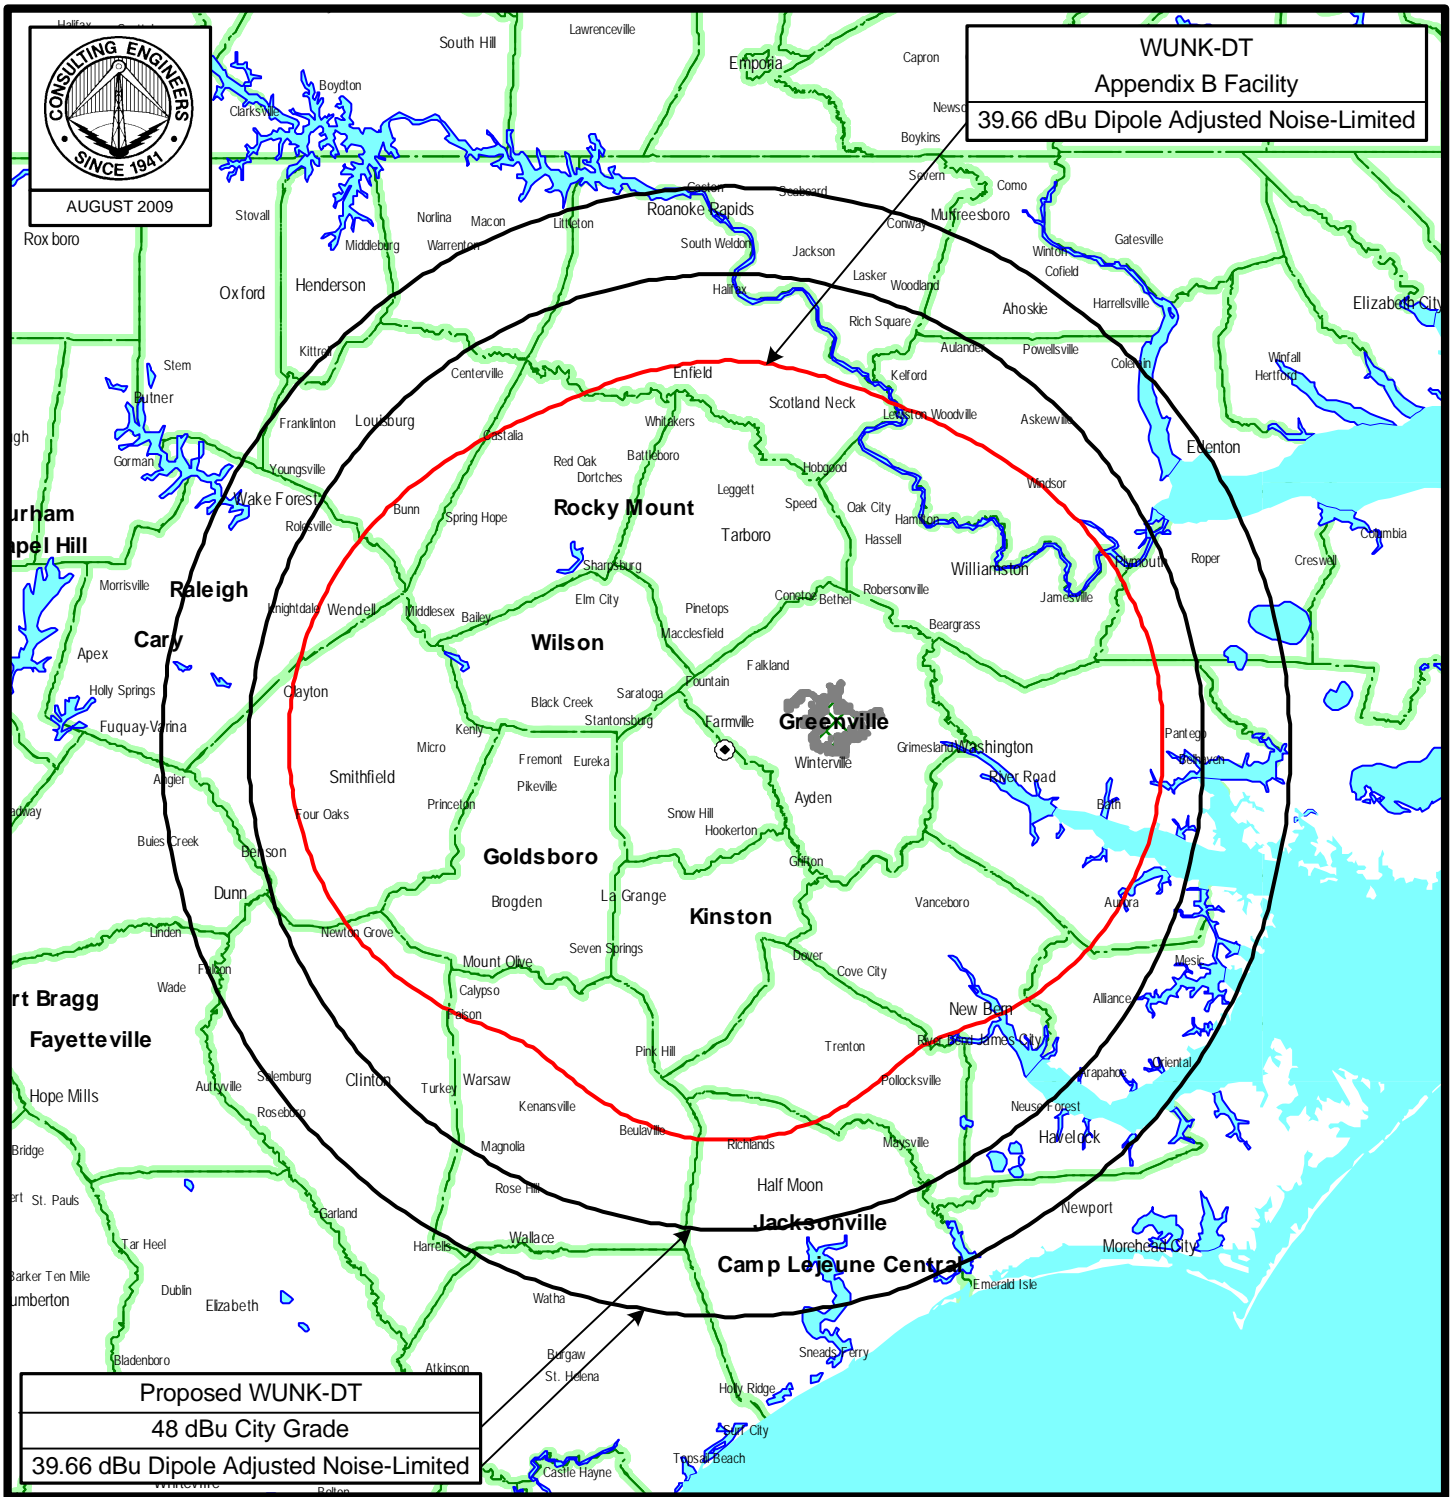 Halifax
South Hill
Lawrenceville
Emporia
Capron
WUNK-DT
Appendix B Facility
39.66 dBu Dipole Adjusted Noise-Limited
CONSULTING ENGINEERS
SINCE 1941
AUGUST 2009
Boydton
Clarksville
Boykins
Severn
Como
Murfreesboro
Gaston
Seaboard
Roanoke Rapids
Stovall
Norlina
Macon
Littleton
Conway
Gatesville
Roxboro
Middleburg
Warrenton
South Weldon
Jackson
Winton
Cofield
Lasker
Woodland
Oxford
Henderson
Halifax
Harrellsville
Elizabeth City
Ahoskie
Rich Square
Kittrell
Aulander
Powellsville
Colerain
Winfall
Hertford
Stem
Centerville
Enfield
Kelford
Butner
Scotland Neck
Lewiston Woodville
Askewville
Franklinton
Louisburg
Whitakers
Castalia
Edenton
Gorman
Youngsville
Red Oak
Dortches
Battleboro
Hobgood
Windsor
Wake Forest
Leggett
Speed
Oak City
Bunn
Spring Hope
Rocky Mount
Hamilton
urham
apel Hill
Rolesville
Tarboro
Hassell
Columbia
Sharpsburg
Williamston
Plymouth
Roper
Creswell
Morrisville
Raleigh
Knightdale
Wendell
Middlesex
Bailey
Elm City
Pinetops
Conetoe
Bethel
Robersonville
Jamesville
Cary
Wilson
Macclesfield
Beargrass
Apex
Falkland
Holly Springs
Clayton
Fountain
Black Creek
Saratoga
Stantonsburg
Farmville
Greenville
Fuquay-Varina
Kenly
Pantego
Micro
Fremont
Eureka
Grimesland
Washington
Belhaven
Angier
Smithfield
Pikeville
Winterville
River Road
Princeton
Ayden
Bath
adway
Four Oaks
Snow Hill
Hookerton
Buies Creek
Benson
Goldsboro
Grifton
Dunn
Brogden
La Grange
Kinston
Vanceboro
Aurora
Linden
Newton Grove
Seven Springs
Dover
Mount Olive
Cove City
Mesic
Falcon
Wade
Calypso
Alliance
rt Bragg
Faison
New Bern
Fayetteville
Pink Hill
Trenton
River Bend
James City
Oriental
Arapahoe
Salemburg
Clinton
Hope Mills
Autryville
Turkey
Warsaw
Pollocksville
Roseboro
Kenansville
Neuse Forest
Beulaville
Richlands
Maysville
Havelock
Bridge
Magnolia
ert
St. Pauls
Rose Hill
Half Moon
Garland
Newport
Jacksonville
Tar Heel
Harrells
Wallace
Morehead City
Camp Lejeune Central
Barker Ten Mile
Dublin
Emerald Isle
umberton
Elizabeth
Watha
Bladenboro
Burgaw
Sneads Ferry
Atkinson
St. Helena
Holly Ridge
Proposed WUNK-DT
48 dBu City Grade
39.66 dBu Dipole Adjusted Noise-Limited
Surf City
Topsail Beach
Castle Hayne
Whiteville
Bolton